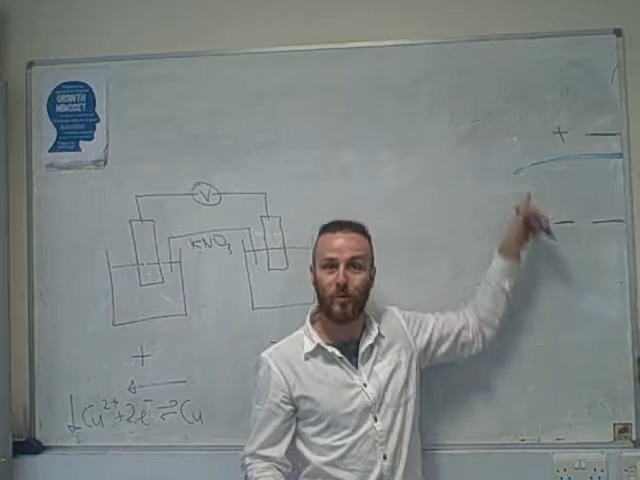 GROWTH
MINDSET
V
KNO₃
+ —
— —
+
↓Cu²⁺+2e⁻⇌Cu